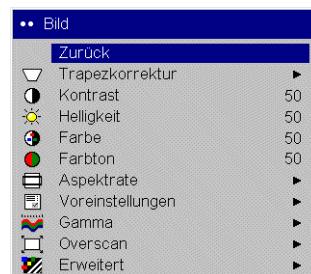 •• Bild
Zurück
Trapezkorrektur ►
Kontrast 50
Helligkeit 50
Farbe 50
Farbton 50
Aspektrate ►
Voreinstellungen ►
Gamma ►
Overscan ►
Erweitert ►